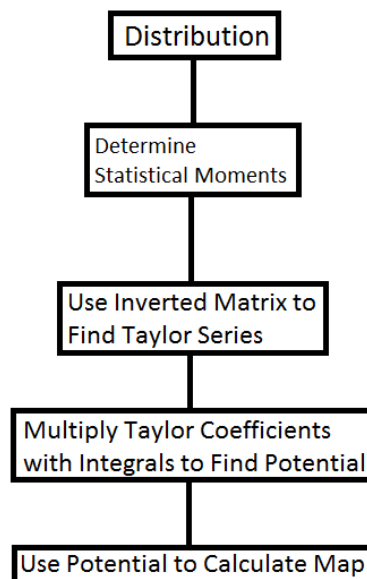 Distribution
Determine
Statistical Moments
Use Inverted Matrix to
Find Taylor Series
Multiply Taylor Coefficients
with Integrals to Find Potential
Use Potential to Calculate Map